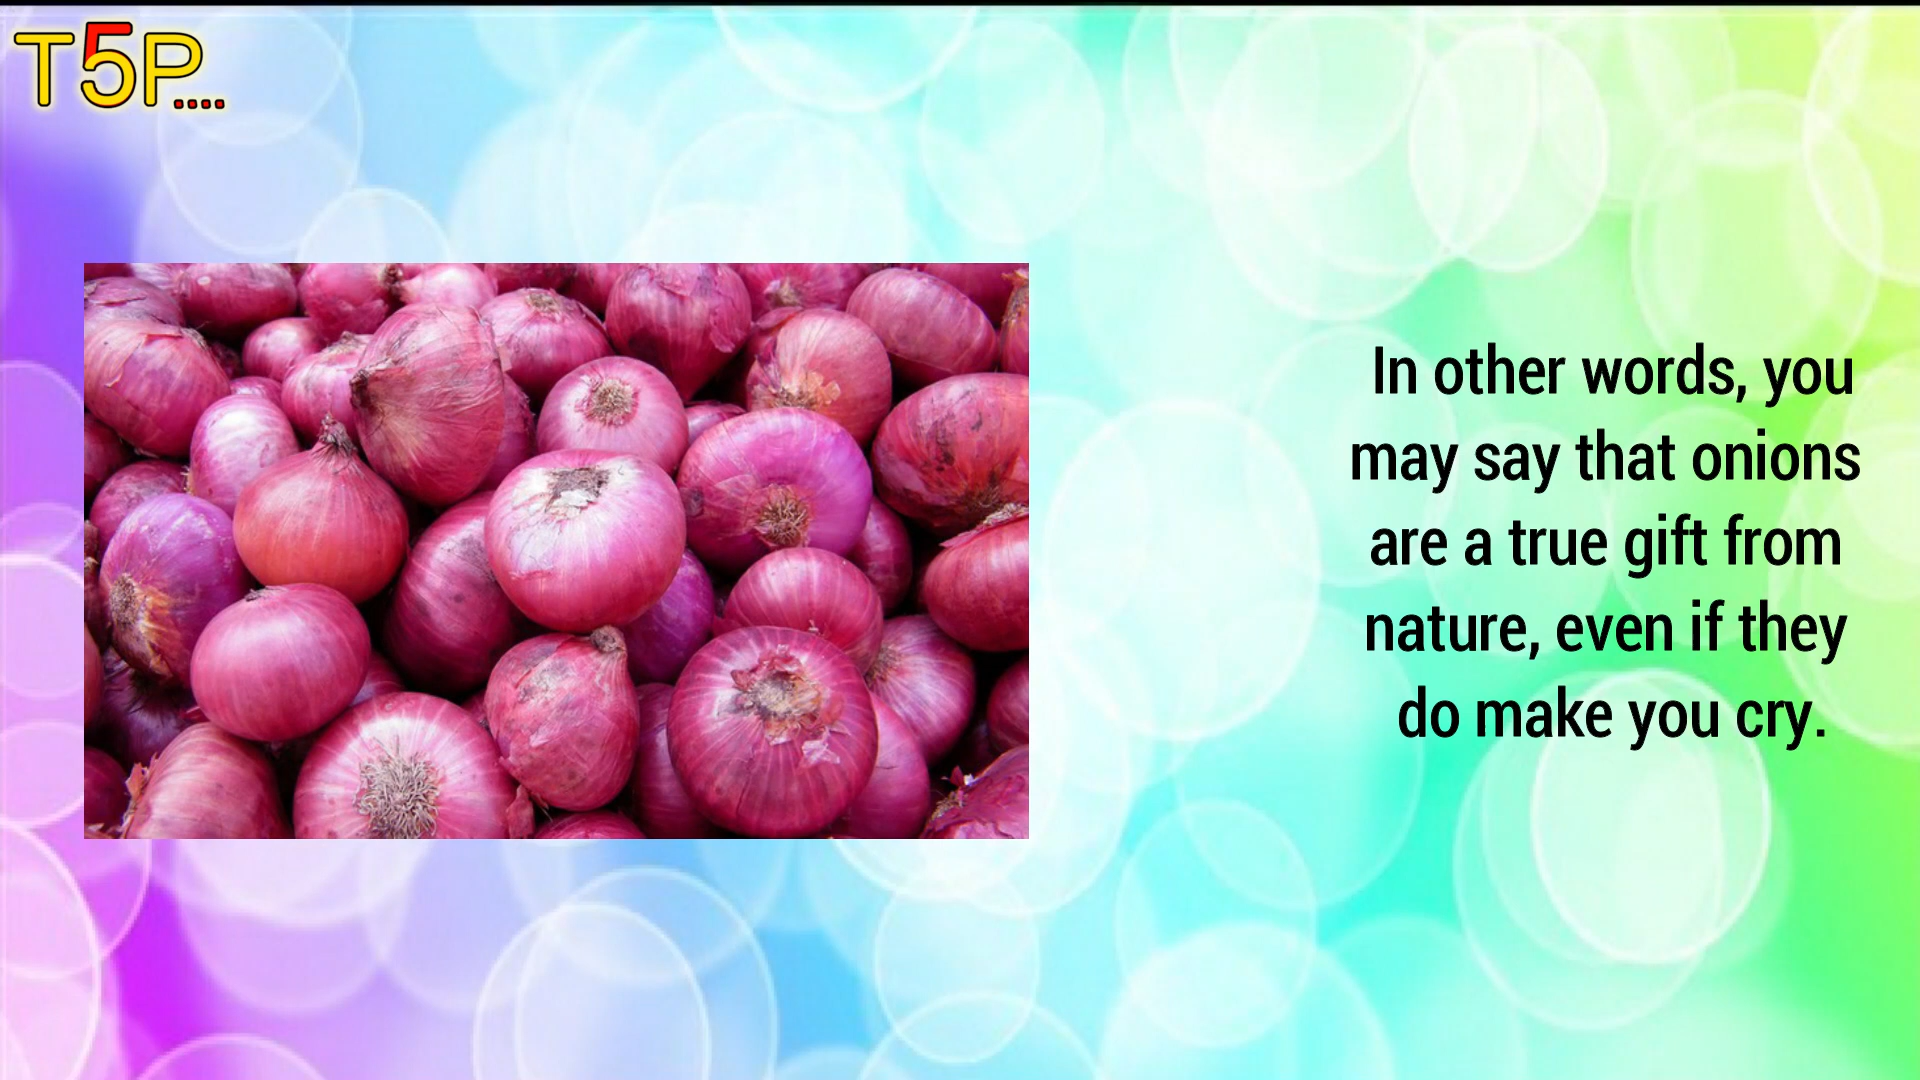 T5P....
In other words, you
may say that onions
are a true gift from
nature, even if they
do make you cry.